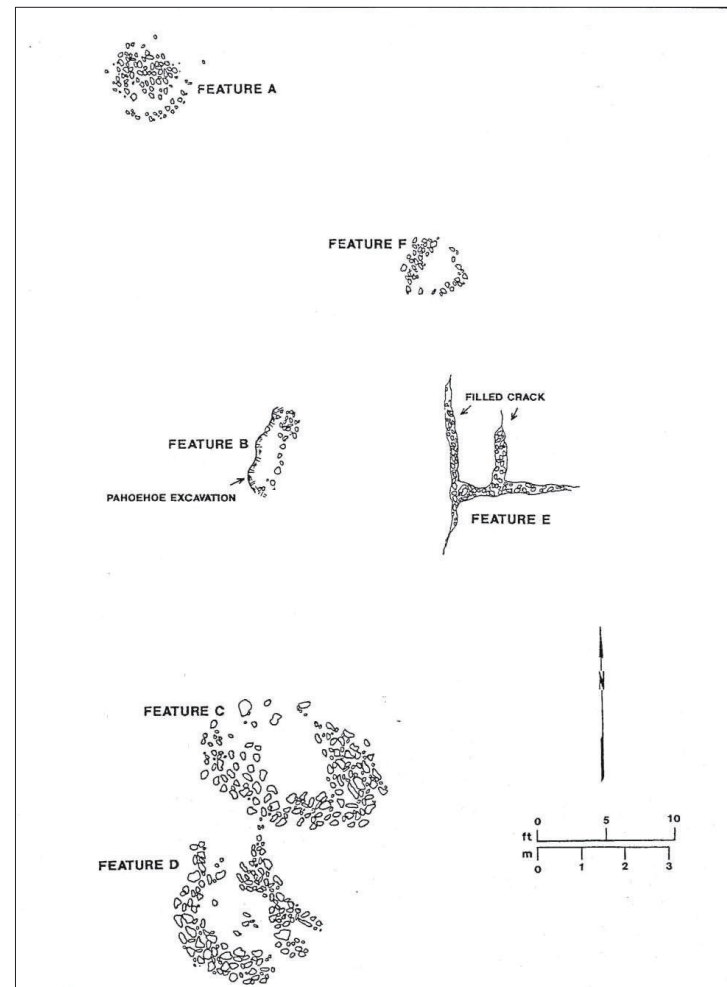 FEATURE A
FEATURE F
FILLED CRACK
FEATURE B
PAHOEHOE EXCAVATION
FEATURE E
N
FEATURE C
0 5 10
ft
m
0 1 2 3
FEATURE D